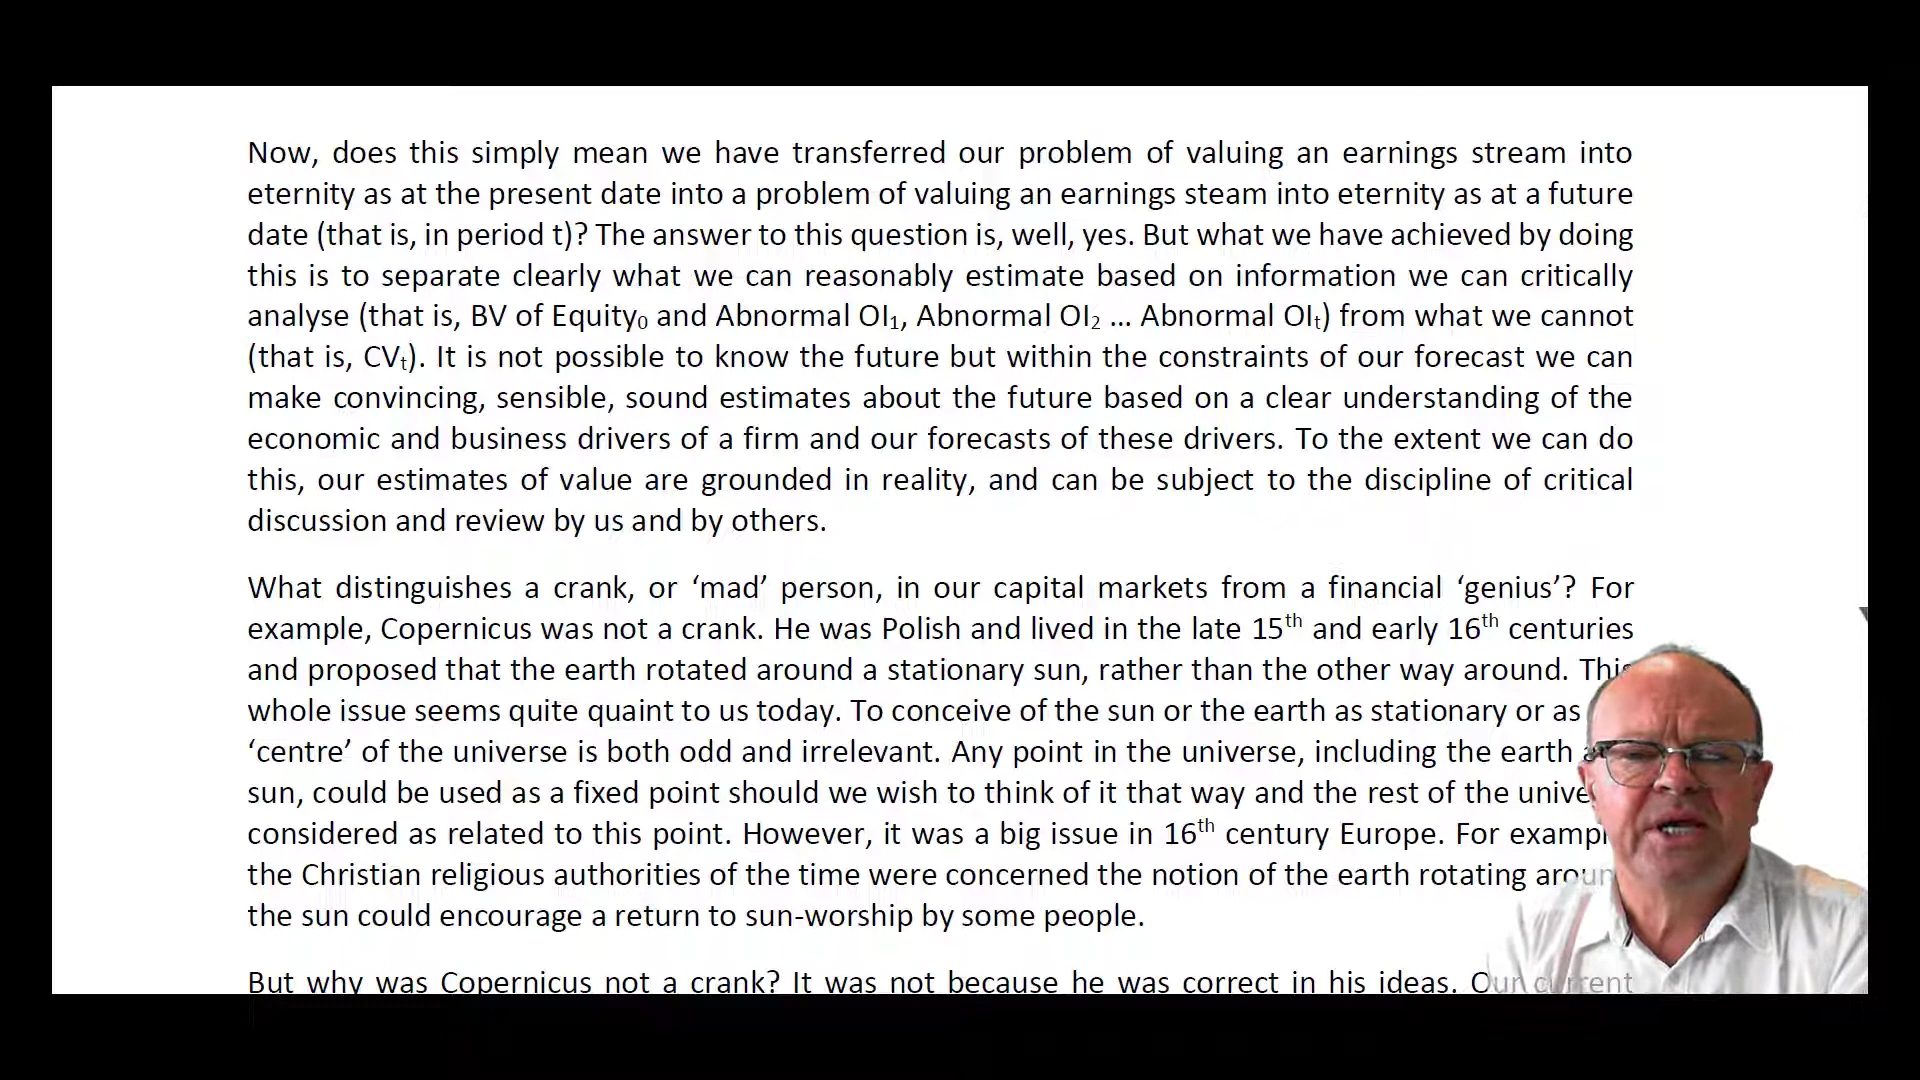 Now, does this simply mean we have transferred our problem of valuing an earnings stream into
eternity as at the present date into a problem of valuing an earnings steam into eternity as at a future
date (that is, in period t)? The answer to this question is, well, yes. But what we have achieved by doing
this is to separate clearly what we can reasonably estimate based on information we can critically
analyse (that is, BV of Equity₀ and Abnormal OI₁, Abnormal OI₂ ... Abnormal OIₜ) from what we cannot
(that is, CVₜ). It is not possible to know the future but within the constraints of our forecast we can
make convincing, sensible, sound estimates about the future based on a clear understanding of the
economic and business drivers of a firm and our forecasts of these drivers. To the extent we can do
this, our estimates of value are grounded in reality, and can be subject to the discipline of critical
discussion and review by us and by others.
What distinguishes a crank, or ‘mad’ person, in our capital markets from a financial ‘genius’? For
example, Copernicus was not a crank. He was Polish and lived in the late 15th and early 16th centuries
and proposed that the earth rotated around a stationary sun, rather than the other way around. This
whole issue seems quite quaint to us today. To conceive of the sun or the earth as stationary or as
‘centre’ of the universe is both odd and irrelevant. Any point in the universe, including the earth
sun, could be used as a fixed point should we wish to think of it that way and the rest of the
considered as related to this point. However, it was a big issue in 16th century Europe. For
the Christian religious authorities of the time were concerned the notion of the earth rotating around
the sun could encourage a return to sun-worship by some people.
But why was Copernicus not a crank? It was not because he was correct in his ideas. Our current